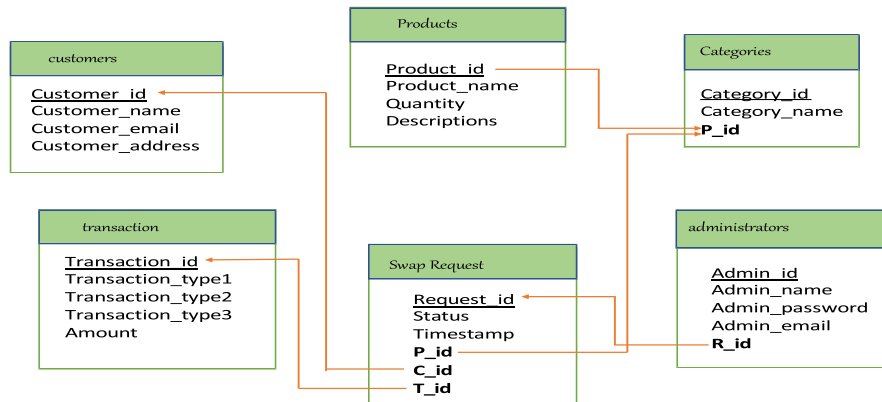 customers
Customer_id
Customer_name
Customer_email
Customer_address
Products
Product_id
Product_name
Quantity
Descriptions
Categories
Category_id
Category_name
P_id
transaction
Transaction_id
Transaction_type1
Transaction_type2
Transaction_type3
Amount
Swap Request
Request_id
Status
Timestamp
P_id
C_id
T_id
administrators
Admin_id
Admin_name
Admin_password
Admin_email
R_id